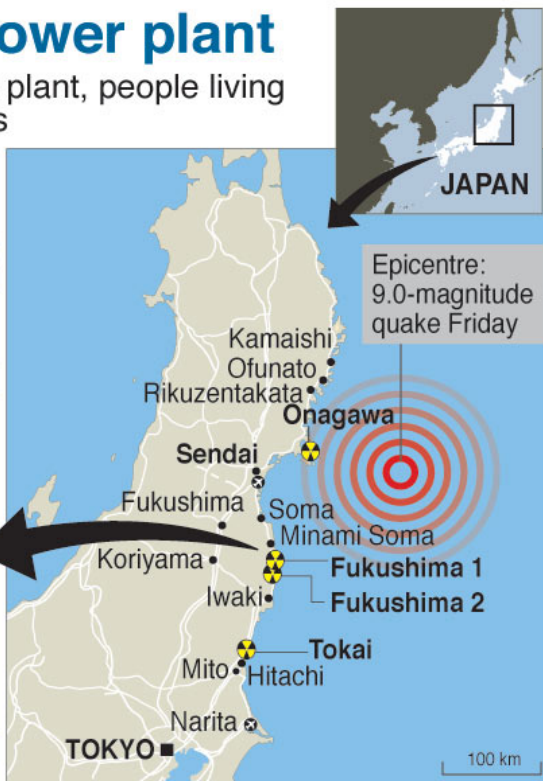 ower plant
plant, people living
s
JAPAN
Epicentre:
9.0-magnitude
quake Friday
Kamaishi
Ofunato
Rikuzentakata
Onagawa
Sendai
Fukushima
Soma
Minami Soma
Koriyama
Fukushima 1
Iwaki
Fukushima 2
Tokai
Mito
Hitachi
Narita
TOKYO
100 km